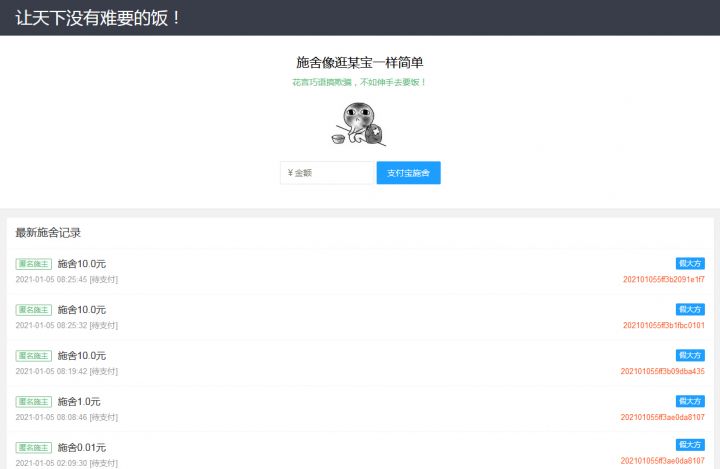 让天下没有难要的饭！
施舍像逛某宝一样简单
花言巧语搞欺骗，不如伸手去要饭！
￥金额 支付宝施舍
最新施舍记录
匿名施主 施舍10.0元 假大方
2021-01-05 08:25:45 [待支付] 202101055ff3b2091e1f7
匿名施主 施舍10.0元 假大方
2021-01-05 08:25:32 [待支付] 202101055ff3b1fbc0101
匿名施主 施舍10.0元 假大方
2021-01-05 08:19:42 [待支付] 202101055ff3b09dba435
匿名施主 施舍1.0元 假大方
2021-01-05 08:08:46 [待支付] 202101055ff3ae0da8107
匿名施主 施舍0.01元 假大方
2021-01-05 02:09:30 [待支付] 202101055ff3ae0da8107